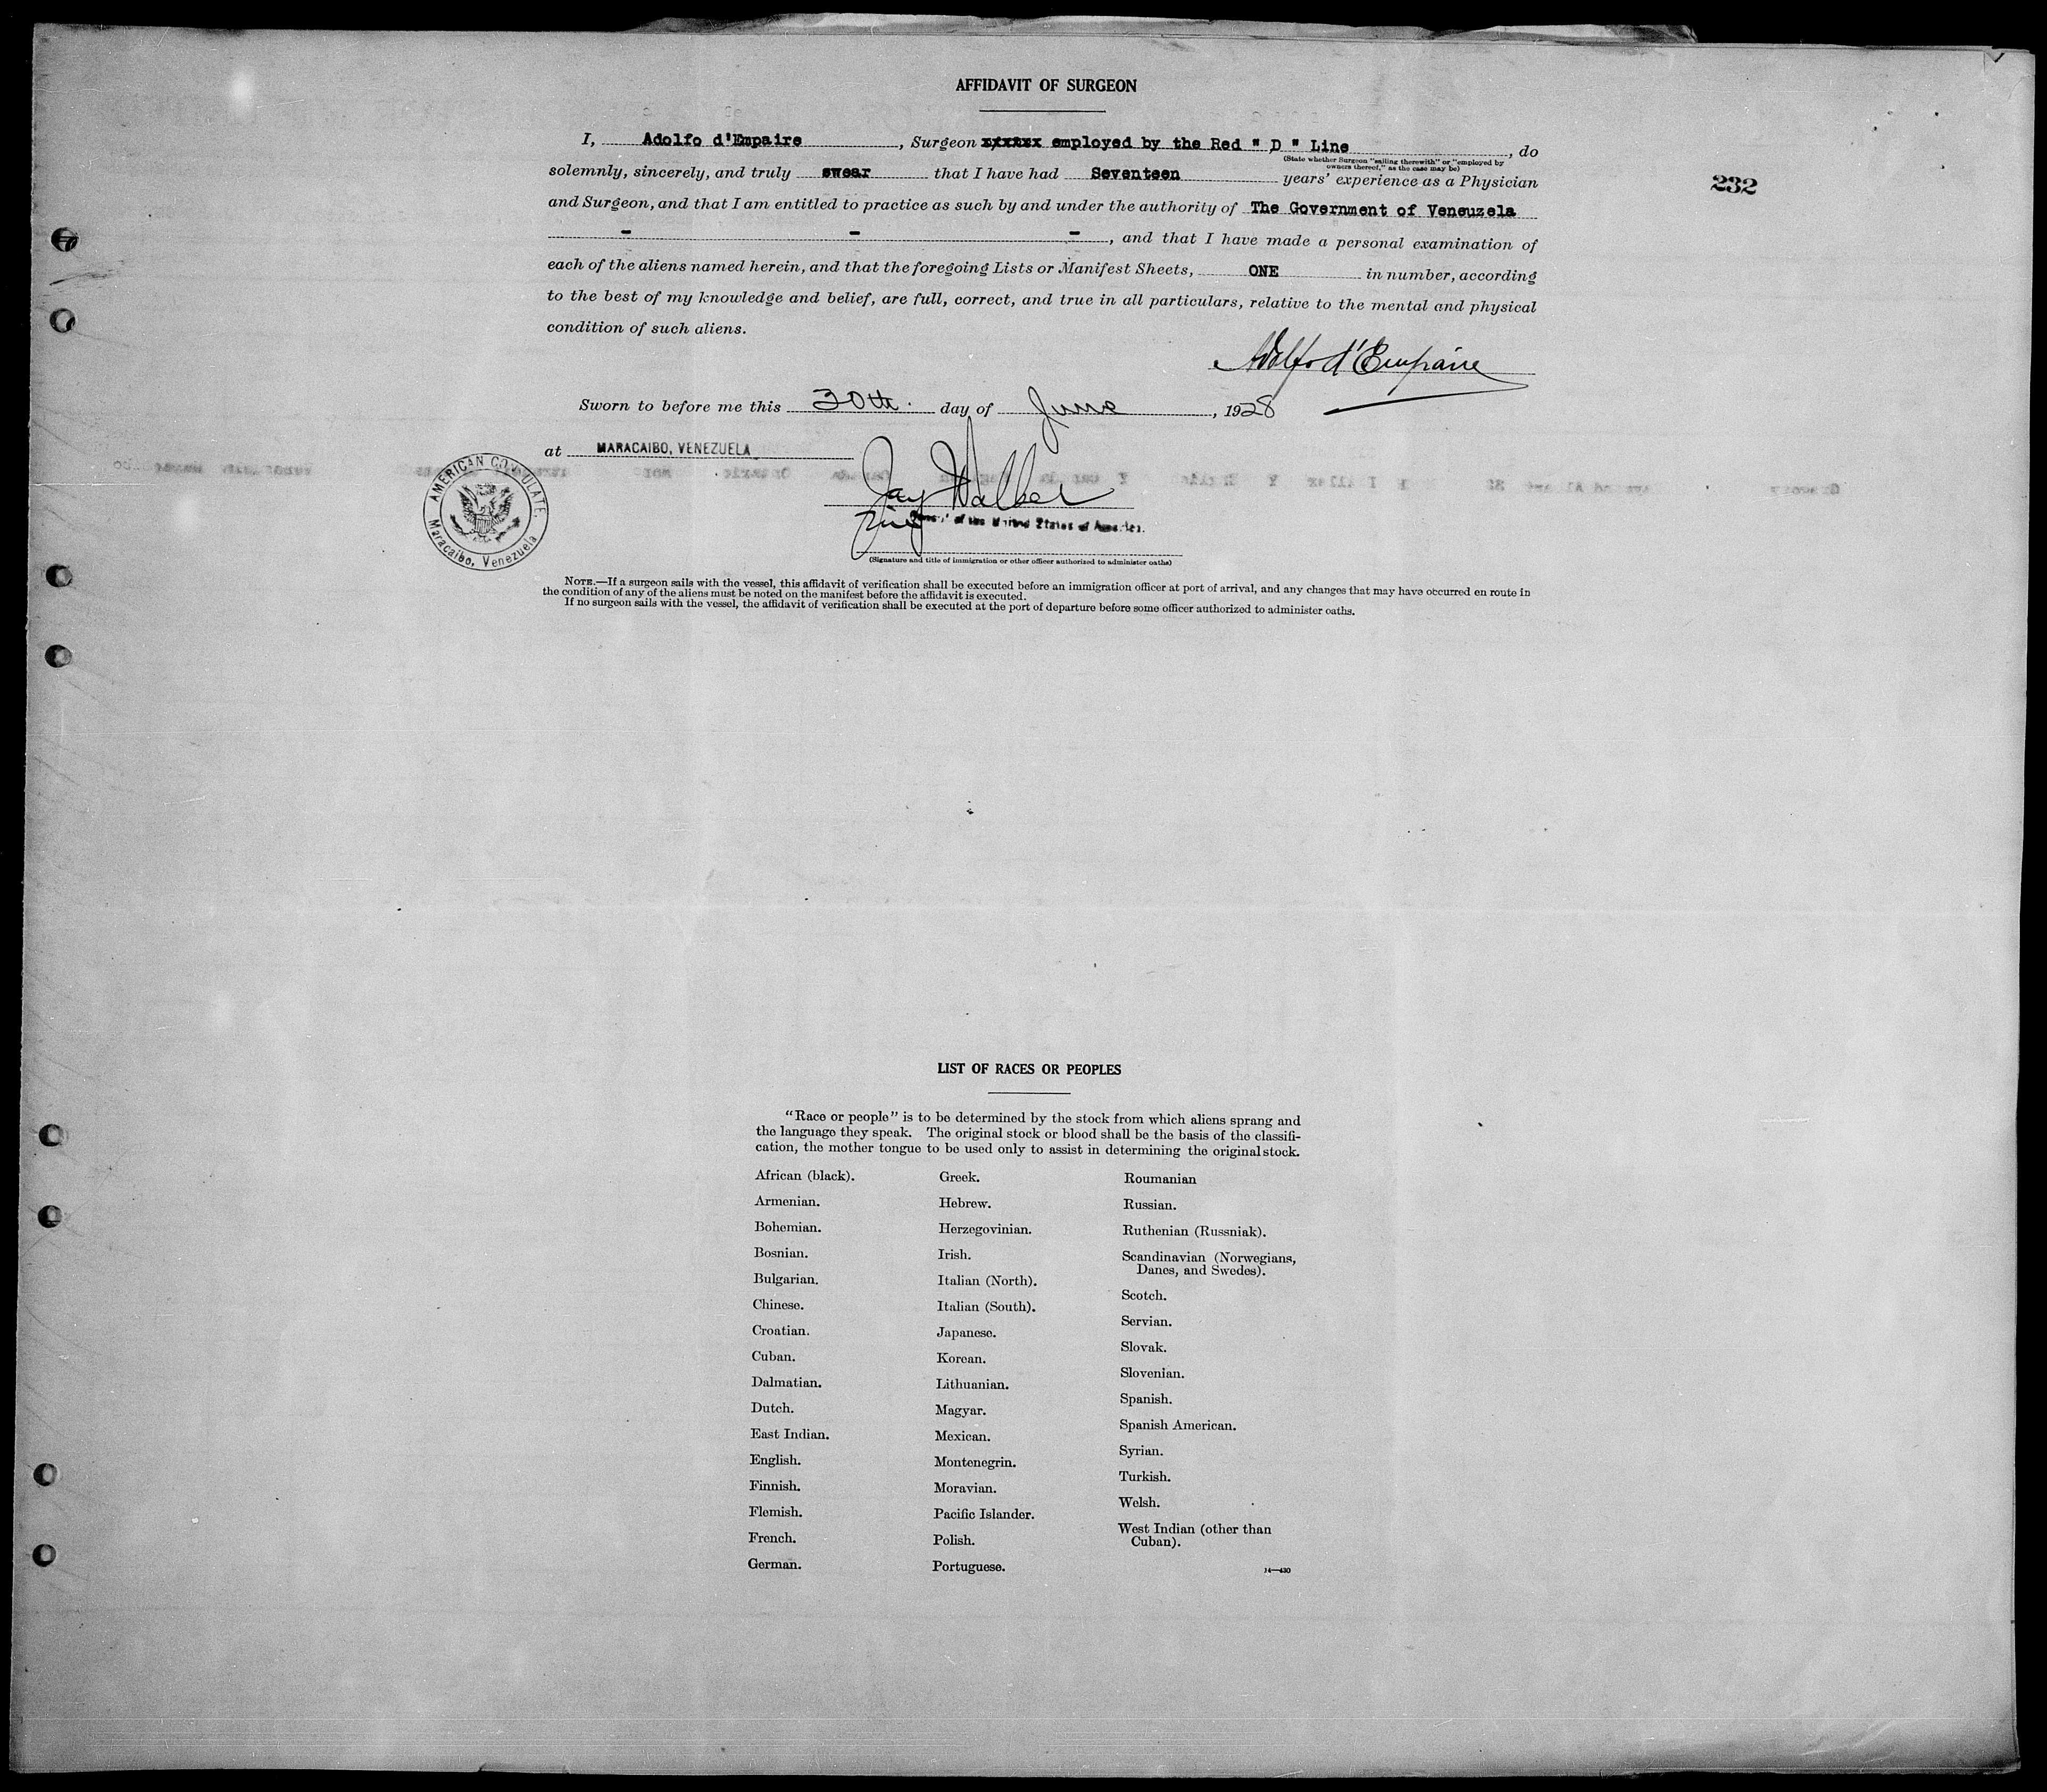 AFFIDAVIT OF SURGEON
I, Adolfo d'Empaire, Surgeon xxxxxx employed by the Red " D " Line, do
(State whether Surgeon "sailing therewith" or "employed by
owners thereof," as the case may be)
solemnly, sincerely, and truly swear that I have had Seventeen years' experience as a Physician
232
and Surgeon, and that I am entitled to practice as such by and under the authority of The Government of Veneuzela
- - -, and that I have made a personal examination of
each of the aliens named herein, and that the foregoing Lists or Manifest Sheets, ONE in number, according
to the best of my knowledge and belief, are full, correct, and true in all particulars, relative to the mental and physical
condition of such aliens.
Adolfo d'Empaire
Sworn to before me this 30th. day of June, 1928
at MARACAIBO, VENEZUELA
AMERICAN CONSULATE.
Maracaibo, Venezuela
Jay Walker
Consul of the United States of America.
(Signature and title of immigration or other officer authorized to administer oaths)
NOTE.—If a surgeon sails with the vessel, this affidavit of verification shall be executed before an immigration officer at port of arrival, and any changes that may have occurred en route in
the condition of any of the aliens must be noted on the manifest before the affidavit is executed.
If no surgeon sails with the vessel, the affidavit of verification shall be executed at the port of departure before some officer authorized to administer oaths.
LIST OF RACES OR PEOPLES
"Race or people" is to be determined by the stock from which aliens sprang and
the language they speak. The original stock or blood shall be the basis of the classifi-
cation, the mother tongue to be used only to assist in determining the original stock.
African (black).
Armenian.
Bohemian.
Bosnian.
Bulgarian.
Chinese.
Croatian.
Cuban.
Dalmatian.
Dutch.
East Indian.
English.
Finnish.
Flemish.
French.
German.
Greek.
Hebrew.
Herzegovinian.
Irish.
Italian (North).
Italian (South).
Japanese.
Korean.
Lithuanian.
Magyar.
Mexican.
Montenegrin.
Moravian.
Pacific Islander.
Polish.
Portuguese.
Roumanian
Russian.
Ruthenian (Russniak).
Scandinavian (Norwegians,
Danes, and Swedes).
Scotch.
Servian.
Slovak.
Slovenian.
Spanish.
Spanish American.
Syrian.
Turkish.
Welsh.
West Indian (other than
Cuban).
14—430